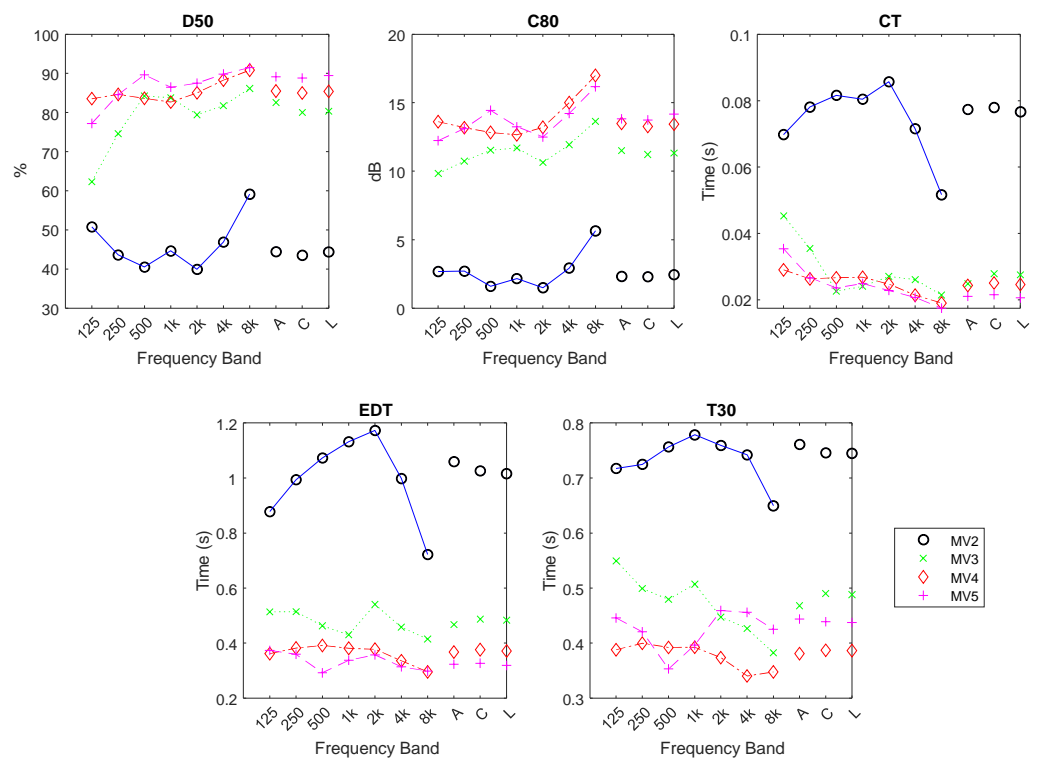 D50
100
90
80
70
60
50
40
30
%
125
250
500
1k
2k
4k
8k
A
C
L
Frequency Band
C80
20
15
10
5
0
dB
125
250
500
1k
2k
4k
8k
A
C
L
Frequency Band
CT
0.1
0.08
0.06
0.04
0.02
Time (s)
125
250
500
1k
2k
4k
8k
A
C
L
Frequency Band
EDT
1.2
1
0.8
0.6
0.4
0.2
Time (s)
125
250
500
1k
2k
4k
8k
A
C
L
Frequency Band
T30
0.8
0.7
0.6
0.5
0.4
0.3
Time (s)
125
250
500
1k
2k
4k
8k
A
C
L
Frequency Band
MV2
MV3
MV4
MV5